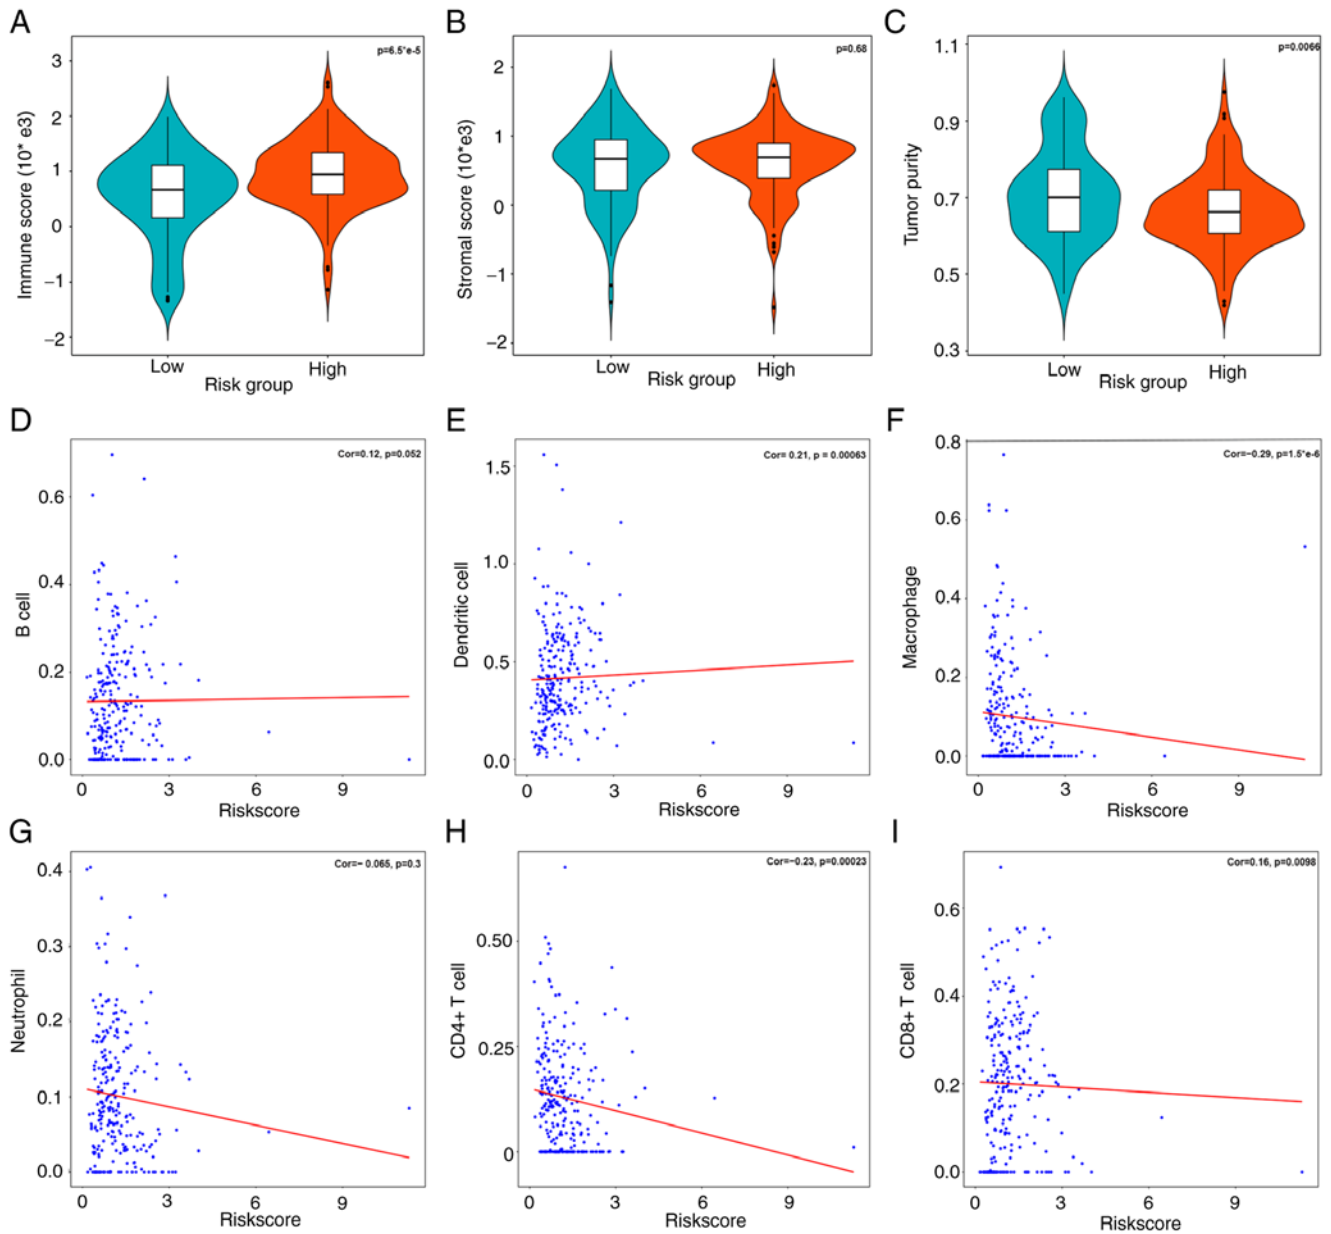 A
p=6.5*e-5
Immune score (10* e3)
3
2
1
0
−1
−2
Low
High
Risk group
B
p=0.68
Stromal score (10*e3)
2
1
0
−1
−2
Low
High
Risk group
C
p=0.0066
Tumor purity
1.1
0.9
0.7
0.5
0.3
Low
High
Risk group
D
Cor=0.12, p=0.052
B cell
0.6
0.4
0.2
0.0
0
3
6
9
Riskscore
E
Cor= 0.21, p = 0.00063
Dendritic cell
1.5
1.0
0.5
0.0
0
3
6
9
Riskscore
F
Cor=−0.29, p=1.5*e-6
Macrophage
0.8
0.6
0.4
0.2
0.0
0
3
6
9
Riskscore
G
Cor=− 0.065, p=0.3
Neutrophil
0.4
0.3
0.2
0.1
0.0
0
3
6
9
Riskscore
H
Cor=−0.23, p=0.00023
CD4+ T cell
0.50
0.25
0
0
3
6
9
Riskscore
I
Cor=0.16, p=0.0098
CD8+ T cell
0.6
0.4
0.2
0.0
0
3
6
9
Riskscore